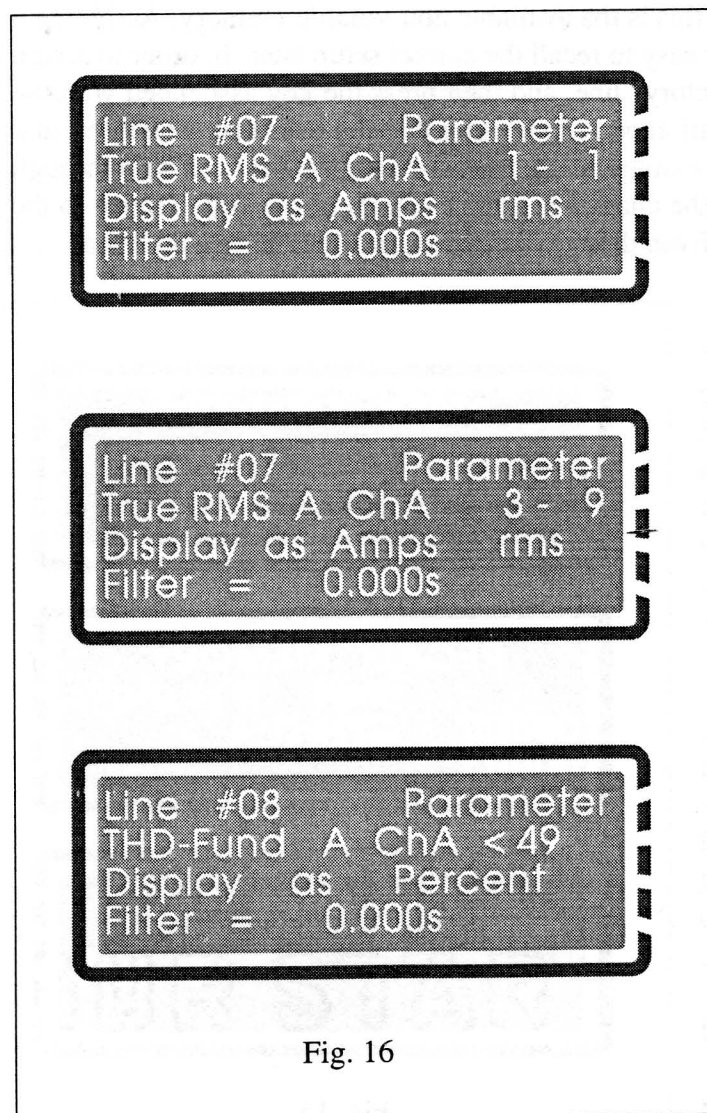 Line #07 Parameter
True RMS A ChA 1 - 1
Display as Amps rms
Filter = 0.000s
Line #07 Parameter
True RMS A ChA 3 - 9
Display as Amps rms
Filter = 0.000s
Line #08 Parameter
THD-Fund A ChA < 49
Display as Percent
Filter = 0.000s
Fig. 16